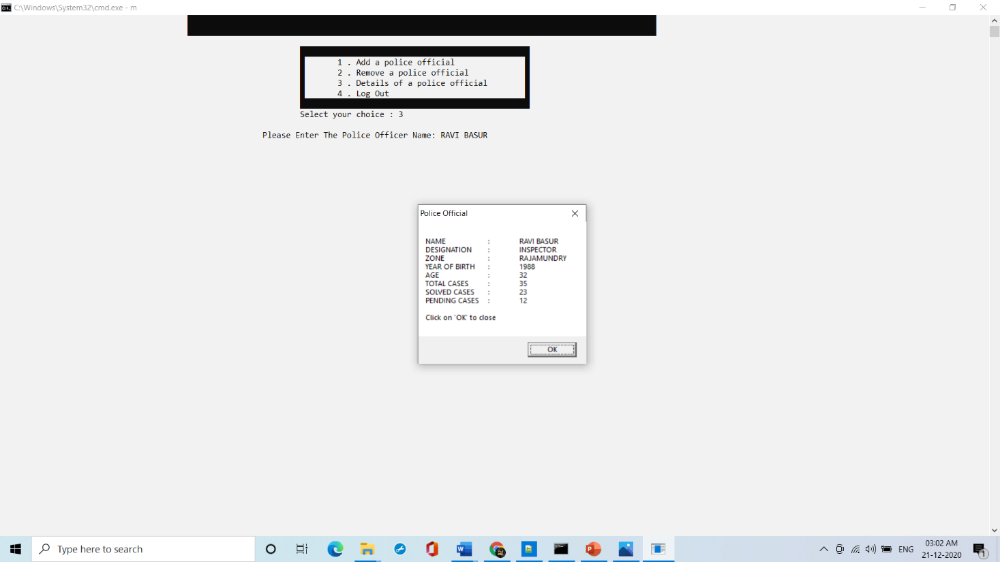 C:\Windows\System32\cmd.exe - m
1 . Add a police official
2 . Remove a police official
3 . Details of a police official
4 . Log Out
Select your choice : 3
Please Enter The Police Officer Name: RAVI BASUR
Police Official
NAME : RAVI BASUR
DESIGNATION : INSPECTOR
ZONE : RAJAMUNDRY
YEAR OF BIRTH : 1988
AGE : 32
TOTAL CASES : 35
SOLVED CASES : 23
PENDING CASES : 12
Click on 'OK' to close
OK
Type here to search
ENG
03:02 AM
21-12-2020
1